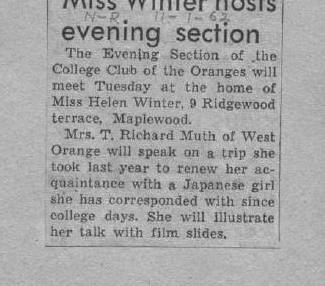 Miss Winter hosts
N-R 11-1-62
evening section
The Evening Section of the
College Club of the Oranges will
meet Tuesday at the home of
Miss Helen Winter, 9 Ridgewood
terrace, Maplewood.
Mrs. T. Richard Muth of West
Orange will speak on a trip she
took last year to renew her ac-
quaintance with a Japanese girl
she has corresponded with since
college days. She will illustrate
her talk with film slides.